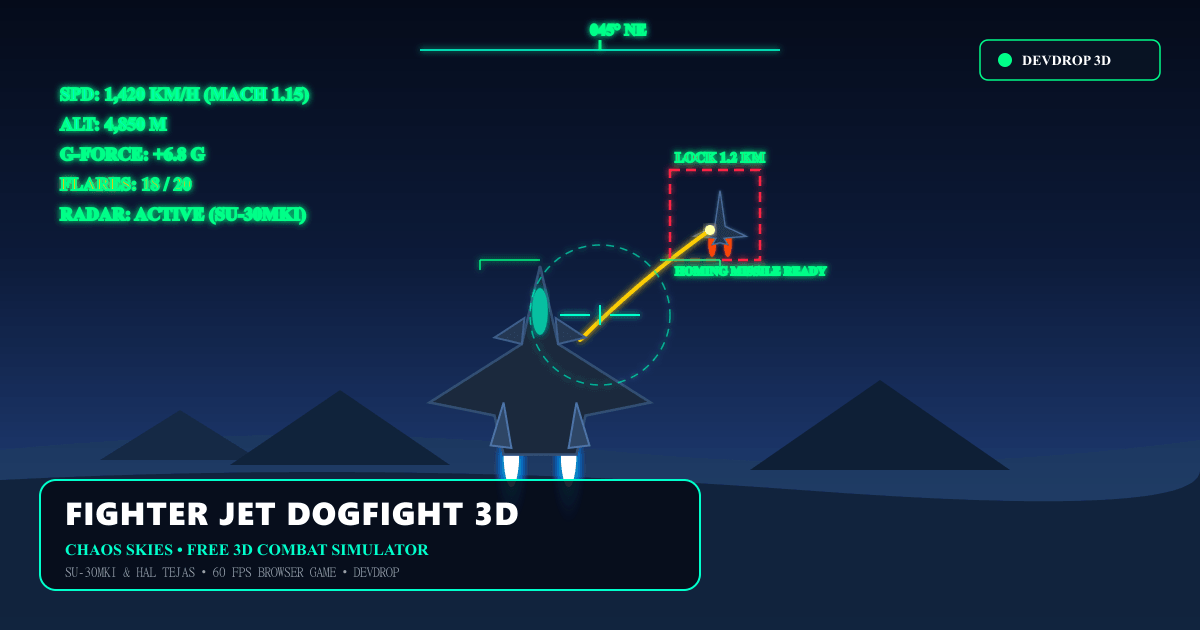 045° NE
DEVDROP 3D
SPD: 1,420 KM/H (MACH 1.15)
ALT: 4,850 M
G-FORCE: +6.8 G
FLARES: 18 / 20
RADAR: ACTIVE (SU-30MKI)
LOCK 1.2 KM
HOMING MISSILE READY
FIGHTER JET DOGFIGHT 3D
CHAOS SKIES • FREE 3D COMBAT SIMULATOR
SU-30MKI & HAL TEJAS • 60 FPS BROWSER GAME • DEVDROP